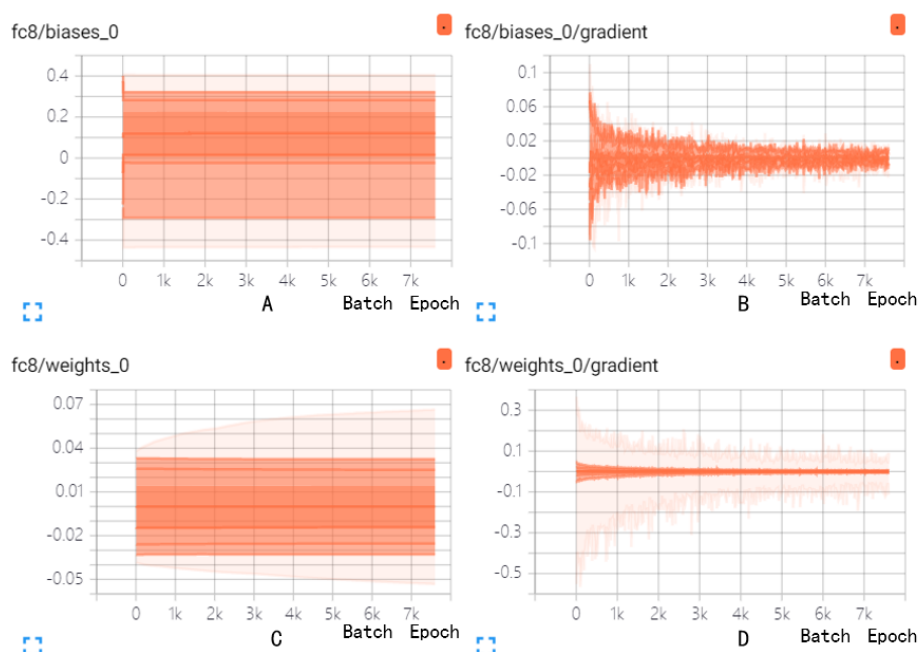 fc8/biases_0
0.4
0.2
0
-0.2
-0.4
0 1k 2k 3k 4k 5k 6k 7k
A Batch Epoch
fc8/biases_0/gradient
0.1
0.06
0.02
-0.02
-0.06
-0.1
0 1k 2k 3k 4k 5k 6k 7k
B Batch Epoch
fc8/weights_0
0.07
0.04
0.01
-0.02
-0.05
0 1k 2k 3k 4k 5k 6k 7k
C Batch Epoch
fc8/weights_0/gradient
0.3
0.1
-0.1
-0.3
-0.5
0 1k 2k 3k 4k 5k 6k 7k
D Batch Epoch